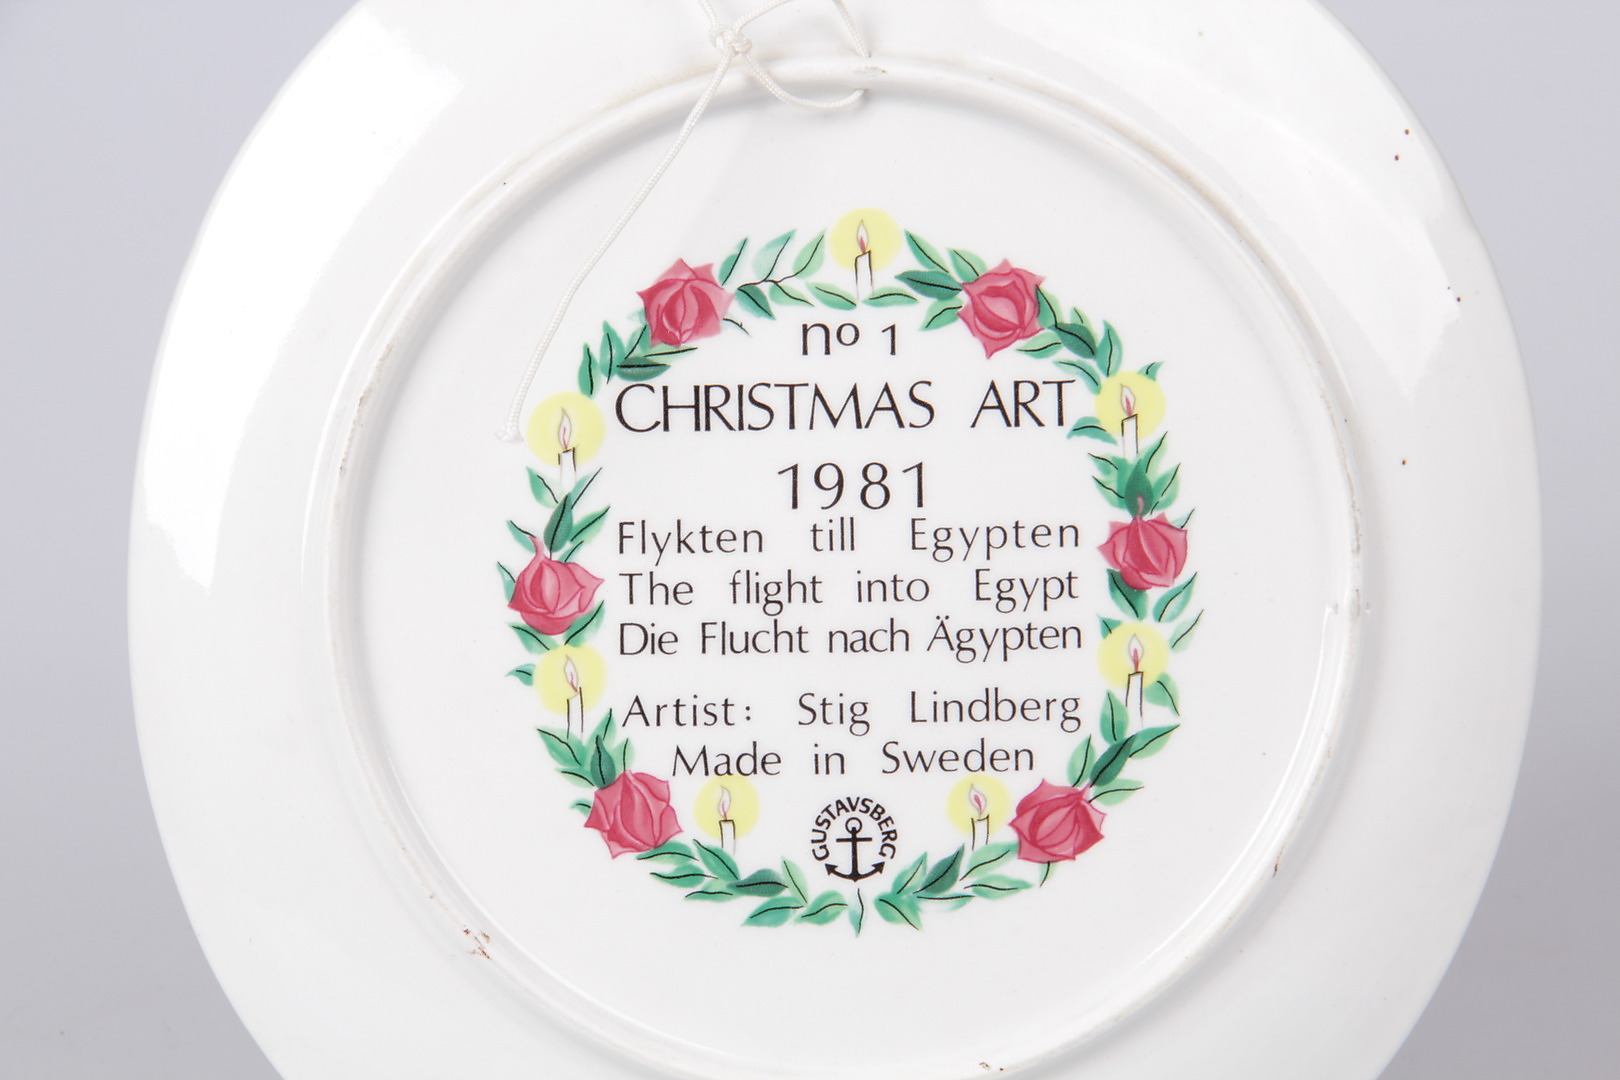 nº 1
CHRISTMAS ART
1981
Flykten till Egypten
The flight into Egypt
Die Flucht nach Ägypten
Artist: Stig Lindberg
Made in Sweden
GUSTAVSBERG